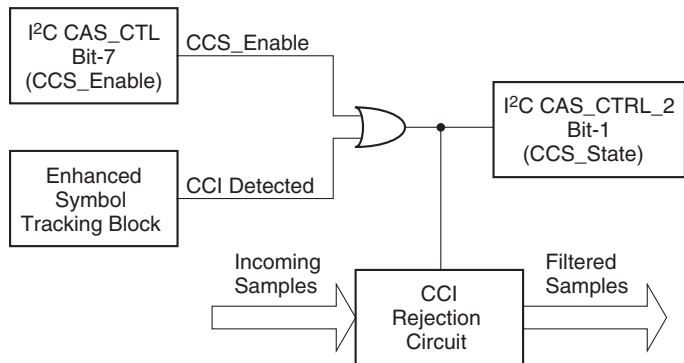 I²C CAS_CTL
Bit-7
(CCS_Enable)
CCS_Enable
I²C CAS_CTRL_2
Bit-1
(CCS_State)
Enhanced
Symbol
Tracking Block
CCI Detected
Incoming
Samples
CCI
Rejection
Circuit
Filtered
Samples